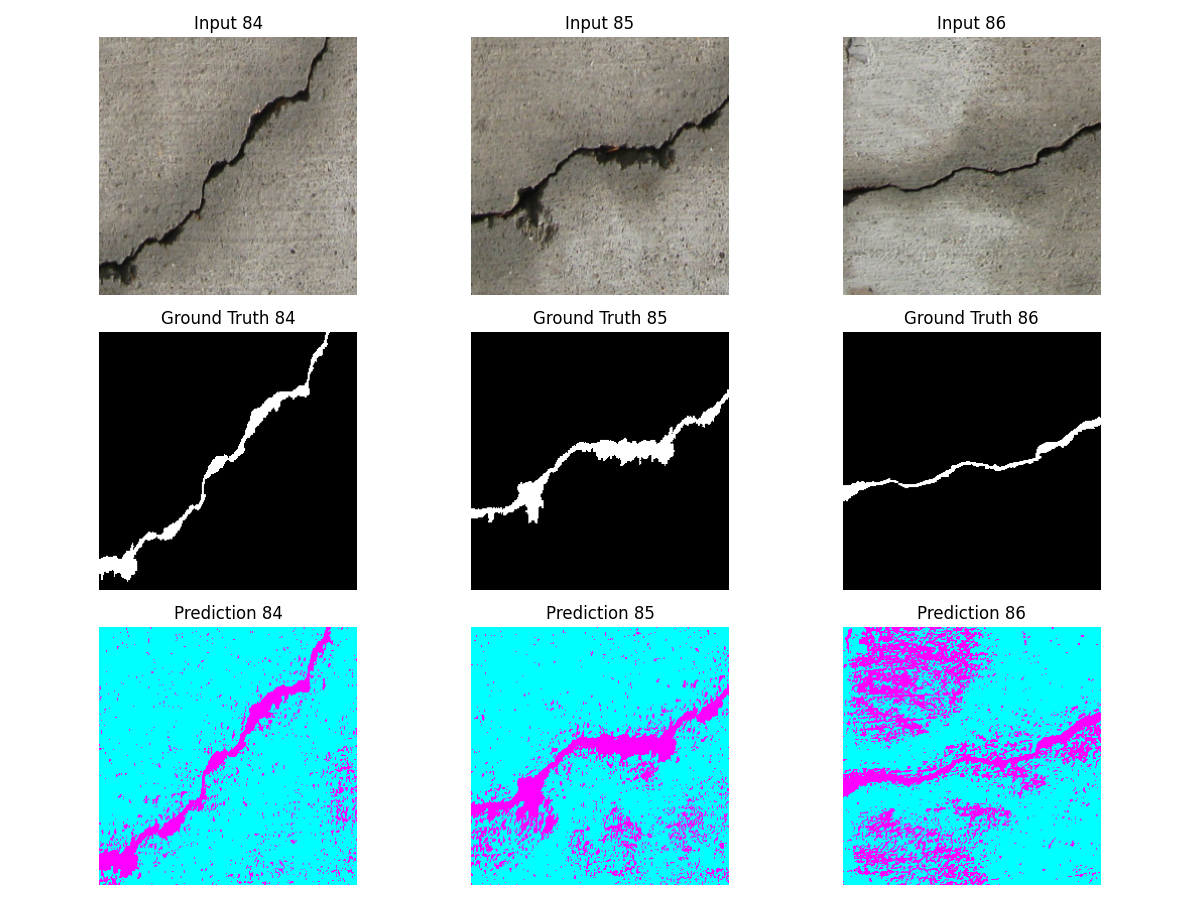 Input 84
Input 85
Input 86
Ground Truth 84
Ground Truth 85
Ground Truth 86
Prediction 84
Prediction 85
Prediction 86